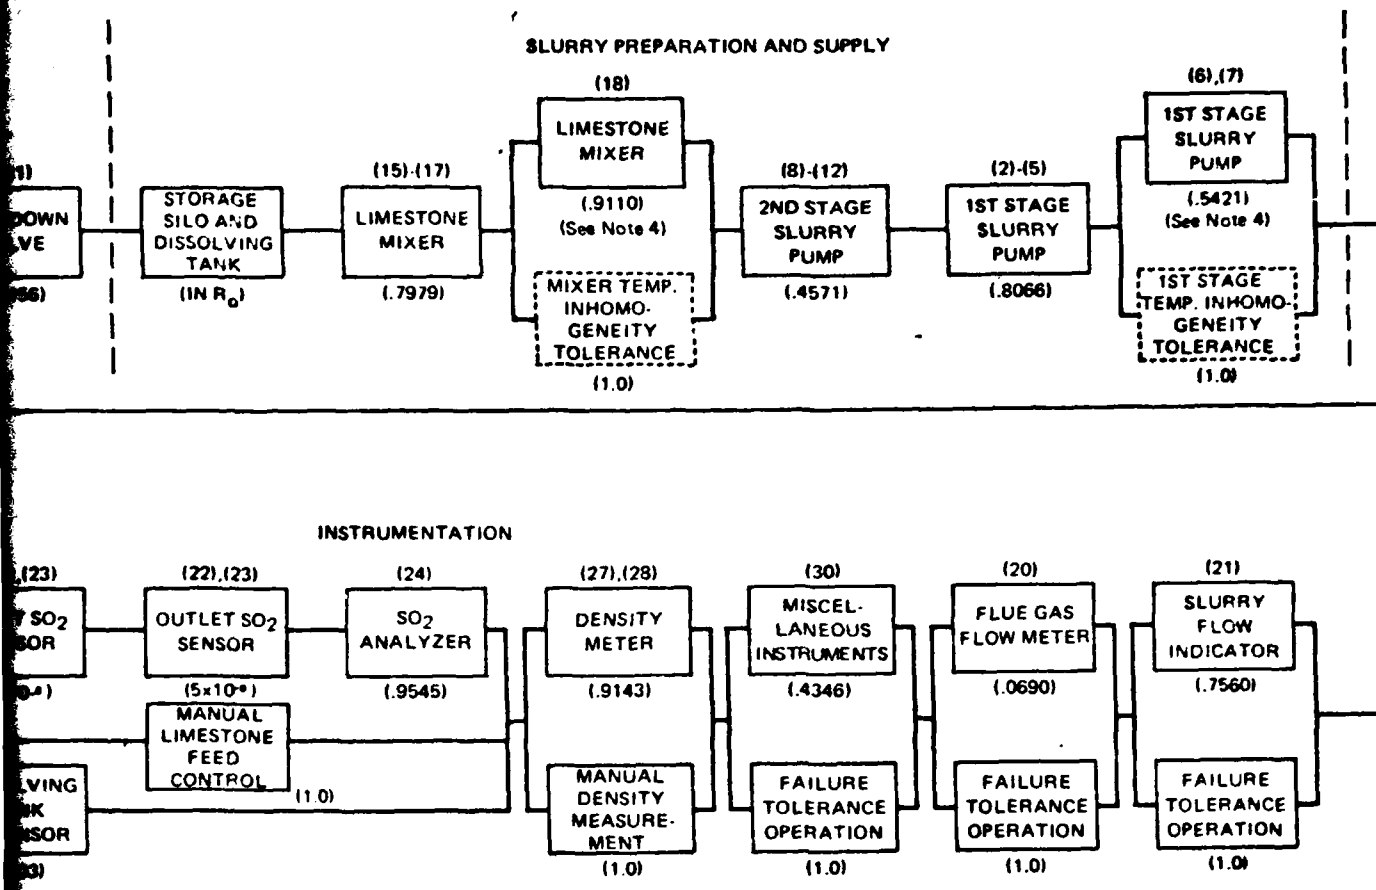 SLURRY PREPARATION AND SUPPLY
(18)
LIMESTONE
MIXER
(.9110)
(See Note 4)
MIXER TEMP.
INHOMO-
GENEITY
TOLERANCE
(1.0)
(6),(7)
1ST STAGE
SLURRY
PUMP
(.5421)
(See Note 4)
1ST STAGE
TEMP. INHOMO-
GENEITY
TOLERANCE
(1.0)
STORAGE
SILO AND
DISSOLVING
TANK
(IN RQ)
(15)-(17)
LIMESTONE
MIXER
(.7979)
(8)-(12)
2ND STAGE
SLURRY
PUMP
(.4571)
(2)-(5)
1ST STAGE
SLURRY
PUMP
(.8066)
DOWN
INSTRUMENTATION
,(23)
SO2
(22),(23)
OUTLET SO2
SENSOR
(24)
SO2
ANALYZER
(.9545)
MANUAL
LIMESTONE
FEED
CONTROL
(1.0)
(27),(28)
DENSITY
METER
(.9143)
MANUAL
DENSITY
MEASURE-
MENT
(1.0)
(30)
MISCEL-
LANEOUS
INSTRUMENTS
(.4346)
FAILURE
TOLERANCE
OPERATION
(1.0)
(20)
FLUE GAS
FLOW METER
(.0690)
FAILURE
TOLERANCE
OPERATION
(1.0)
(21)
SLURRY
FLOW
INDICATOR
(.7560)
FAILURE
TOLERANCE
OPERATION
(1.0)